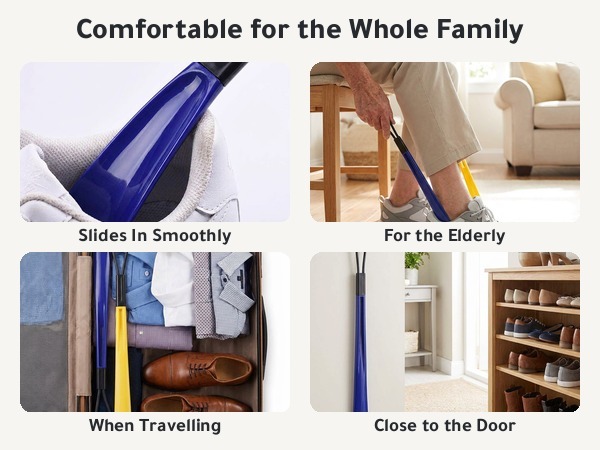 Comfortable for the Whole Family
Slides In Smoothly
For the Elderly
When Travelling
Close to the Door